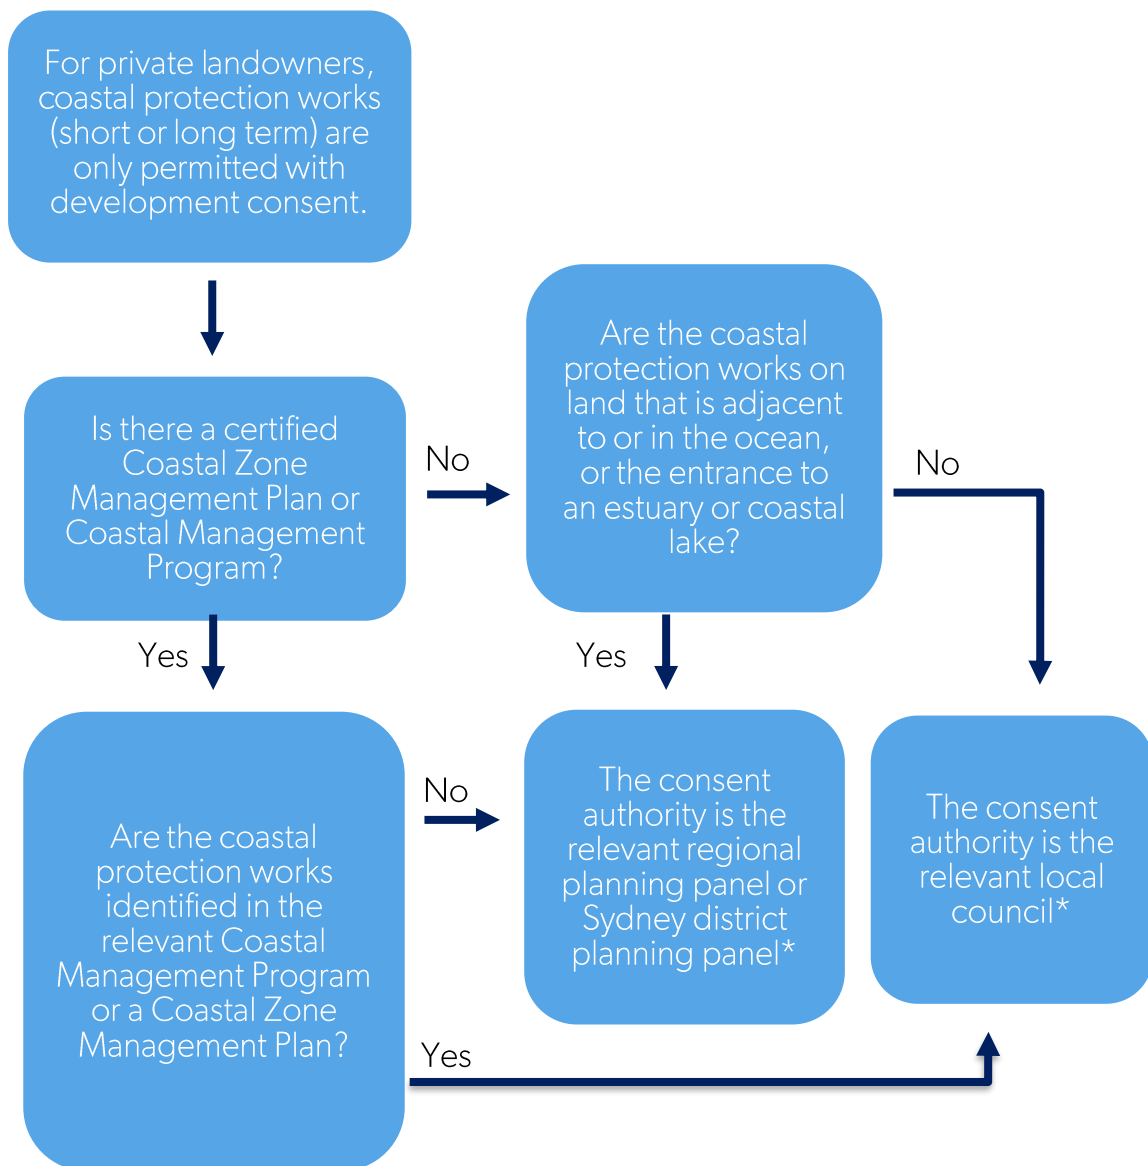 For private landowners,
coastal protection works
(short or long term) are
only permitted with
development consent.
Is there a certified
Coastal Zone
Management Plan or
Coastal Management
Program?
No
Are the coastal
protection works on
land that is adjacent
to or in the ocean,
or the entrance to
an estuary or coastal
lake?
No
Yes
Yes
Are the coastal
protection works
identified in the
relevant Coastal
Management Program
or a Coastal Zone
Management Plan?
No
The consent
authority is the
relevant regional
planning panel or
Sydney district
planning panel*
The consent
authority is the
relevant local
council*
Yes